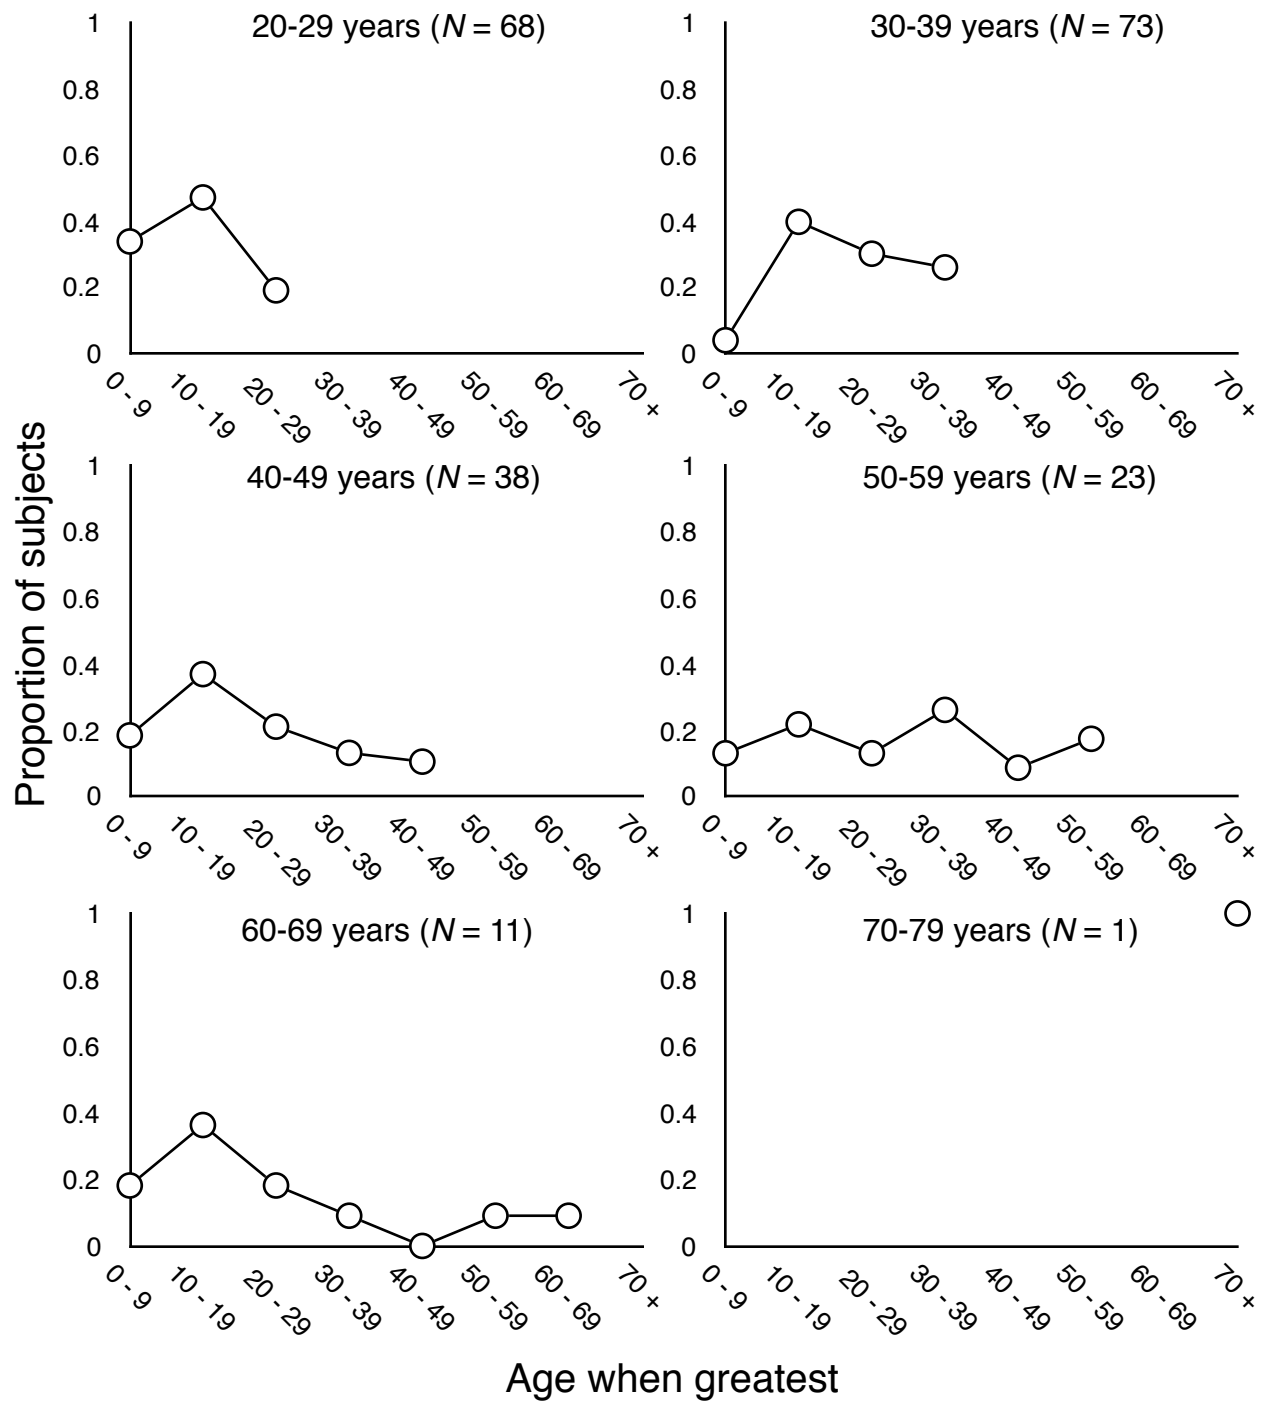 20-29 years (N = 68)
1
0.8
0.6
0.4
0.2
0
0 - 9
10 - 19
20 - 29
30 - 39
40 - 49
50 - 59
60 - 69
70 +
30-39 years (N = 73)
1
0.8
0.6
0.4
0.2
0
0 - 9
10 - 19
20 - 29
30 - 39
40 - 49
50 - 59
60 - 69
70 +
Proportion of subjects
40-49 years (N = 38)
1
0.8
0.6
0.4
0.2
0
0 - 9
10 - 19
20 - 29
30 - 39
40 - 49
50 - 59
60 - 69
70 +
50-59 years (N = 23)
1
0.8
0.6
0.4
0.2
0
0 - 9
10 - 19
20 - 29
30 - 39
40 - 49
50 - 59
60 - 69
70 +
60-69 years (N = 11)
1
0.8
0.6
0.4
0.2
0
0 - 9
10 - 19
20 - 29
30 - 39
40 - 49
50 - 59
60 - 69
70 +
70-79 years (N = 1)
1
0.8
0.6
0.4
0.2
0
0 - 9
10 - 19
20 - 29
30 - 39
40 - 49
50 - 59
60 - 69
70 +
Age when greatest